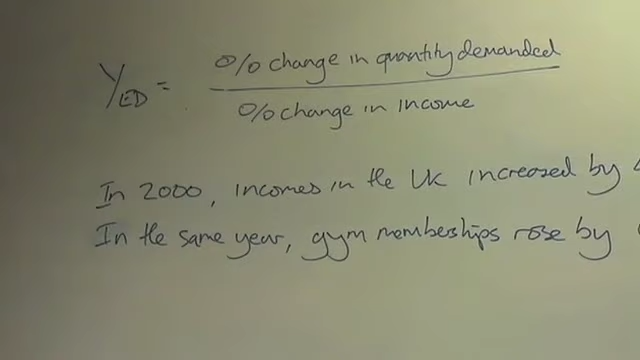 YED = % change in quantity demanded
% change in income
In 2000, incomes in the UK increased by
In the same year, gym memberships rose by